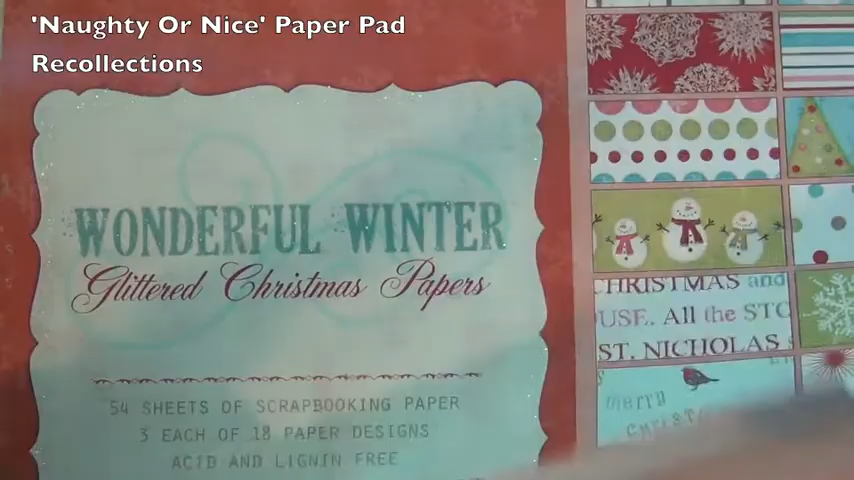 'Naughty Or Nice' Paper Pad
Recollections
WONDERFUL WINTER
Glittered Christmas Papers
54 SHEETS OF SCRAPBOOKING PAPER
3 EACH OF 18 PAPER DESIGNS
ACID AND LIGNIN FREE
CHRISTMAS and
USE. All the STO
ST. NICHOLAS
merry
CHRIST